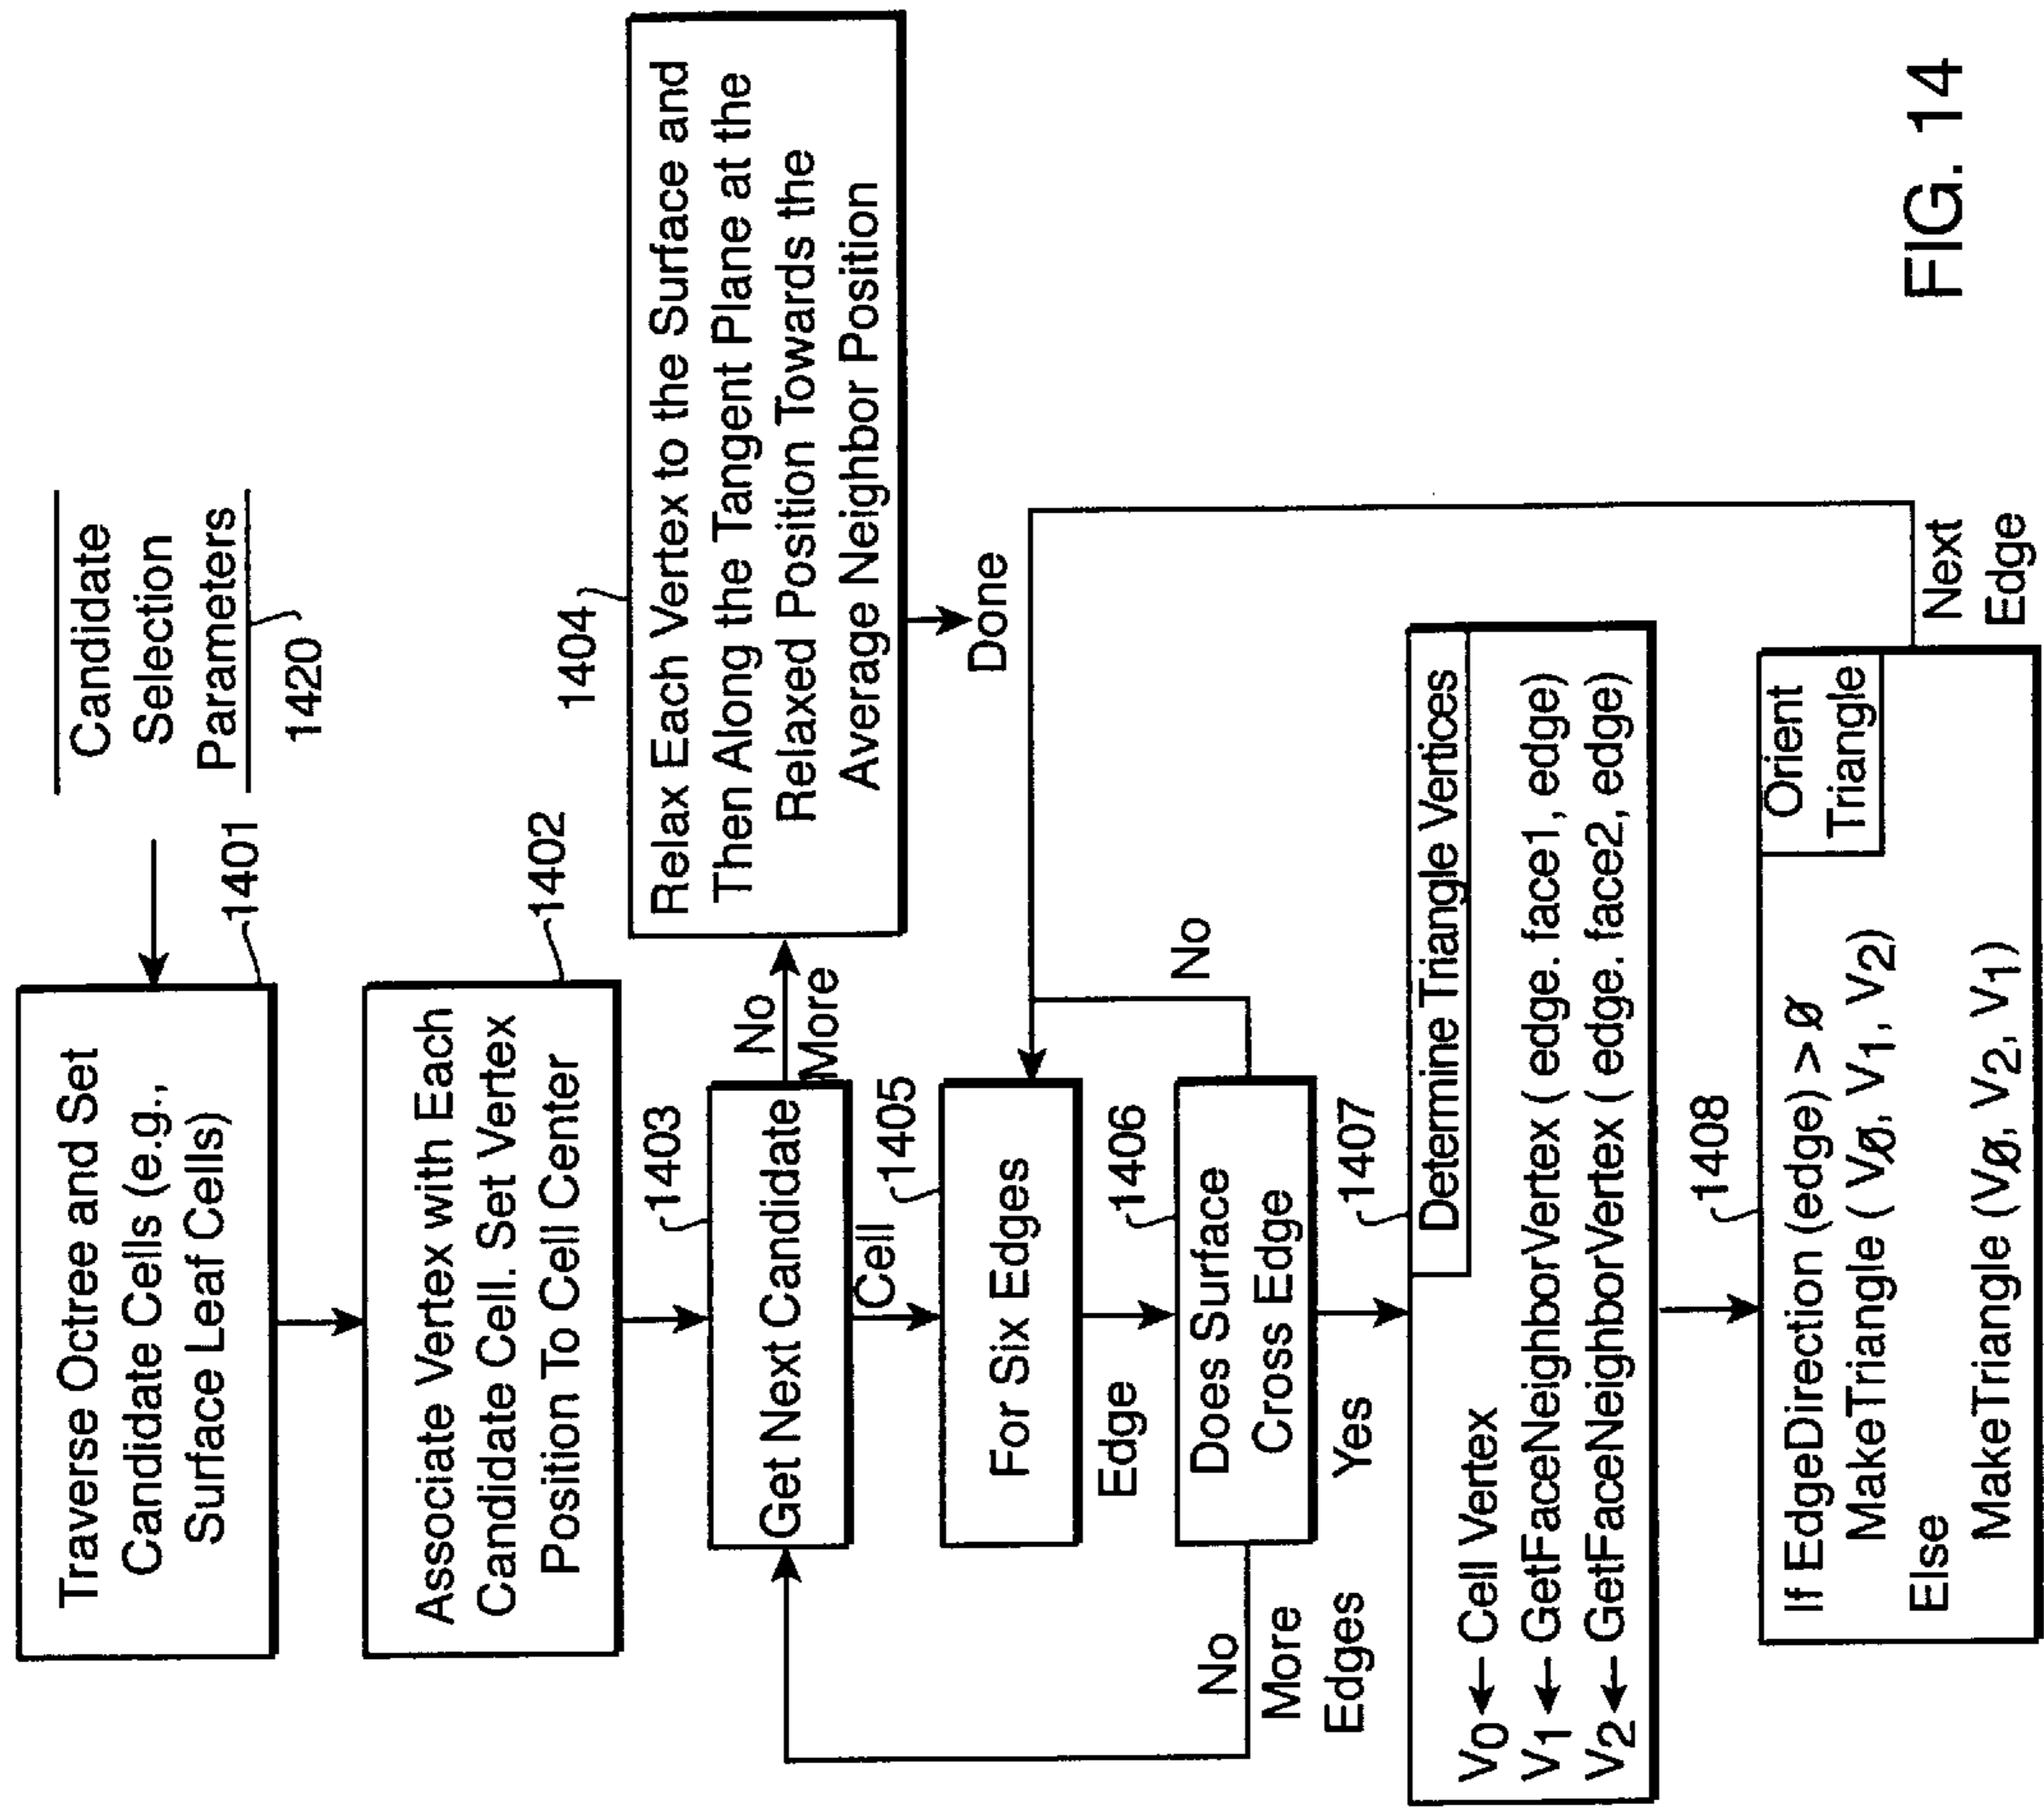 Candidate
Selection
Parameters
1420
1401
Traverse Octree and Set
Candidate Cells (e.g.,
Surface Leaf Cells)
1402
Associate Vertex with Each
Candidate Cell. Set Vertex
Position To Cell Center
1403
Get Next Candidate
No
More
1404
Relax Each Vertex to the Surface and
Then Along the Tangent Plane at the
Relaxed Position Towards the
Average Neighbor Position
Done
Cell
1405
For Six Edges
Edge
1406
Does Surface
Cross Edge
No
No
More
Edges
Yes
1407
Determine Triangle Vertices
V0 ← Cell Vertex
V1 ← GetFaceNeighborVertex ( edge. face1, edge)
V2 ← GetFaceNeighborVertex ( edge. face2, edge)
1408
Orient
Triangle
If EdgeDirection (edge) > Ø
MakeTriangle ( VØ, V1, V2)
Else
MakeTriangle (VØ, V2, V1)
Next
Edge
FIG. 14